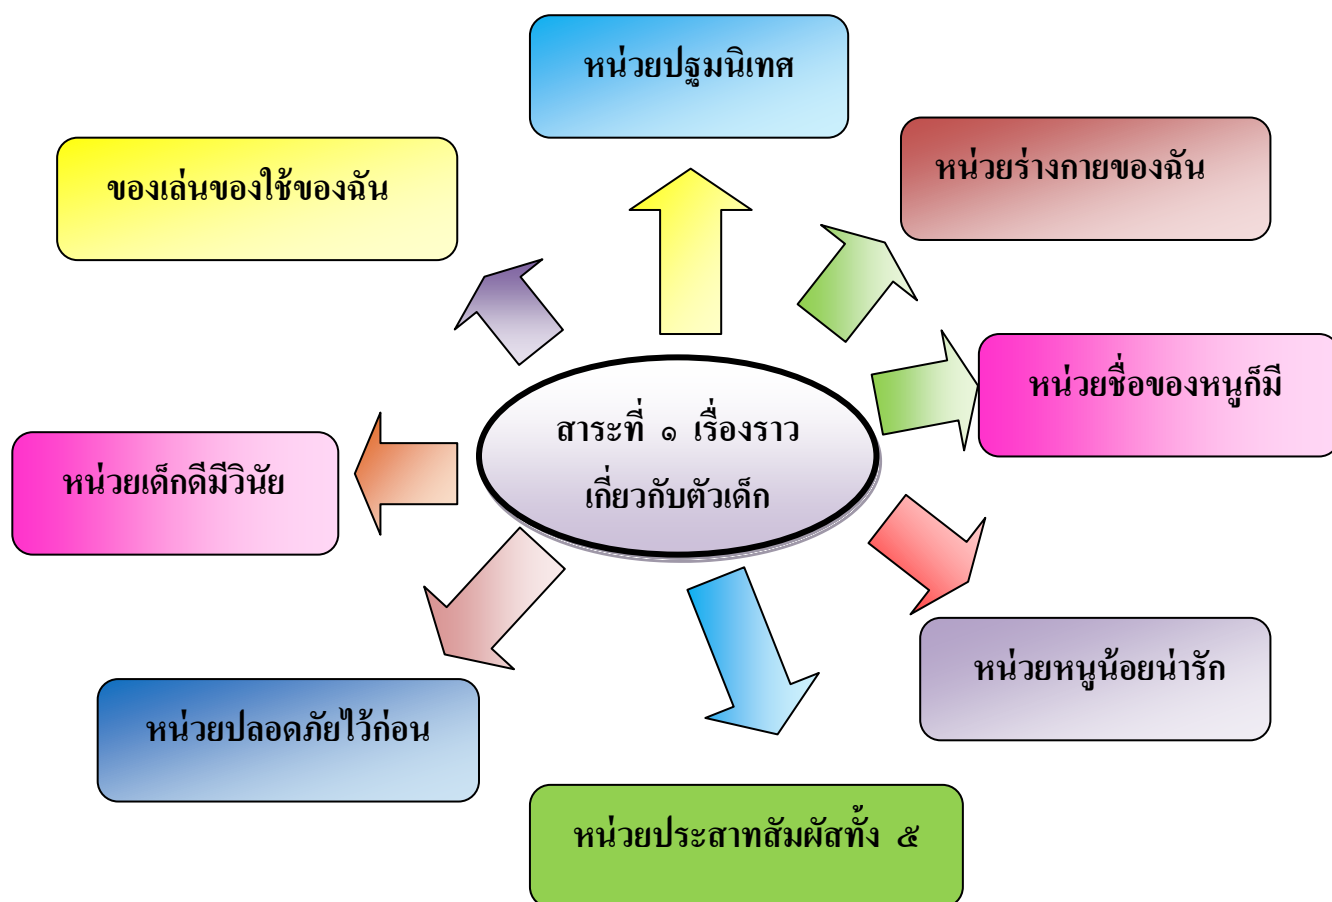 หน่วยปฐมนิเทศ
หน่วยร่างกายของฉัน
ของเล่นของใช้ของฉัน
หน่วยชื่อของหนูก็มี
สาระที่ ๑ เรื่องราว
เกี่ยวกับตัวเด็ก
หน่วยเด็กดีมีวินัย
หน่วยหนูน้อยน่ารัก
หน่วยปลอดภัยไว้ก่อน
หน่วยประสาทสัมผัสทั้ง ๕